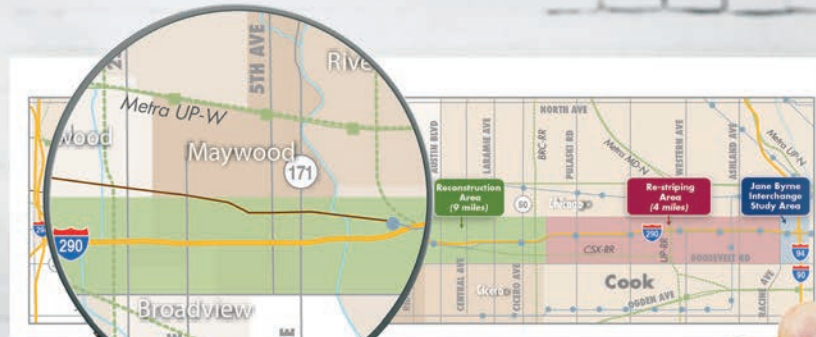 5TH AVE
Rive
Metra UP-W
wood
Maywood
171
290
Broadview
NORTH AVE
AUSTIN BLVD
LARAMIE AVE
BRC-RR
PULASKI RD
Metra MD-N
WESTERN AVE
ASHLAND AVE
Metra UP-N
Reconstruction
Area
(9 miles)
Re-striping
Area
(4 miles)
Jane Byrne
Interchange
Study Area
50
Chicago
290
CSX-RR
UP-RR
ROOSEVELT RD
94
90
CENTRAL AVE
Cicero
CICERO AVE
Cook
OGDEN AVE
RACINE AVE